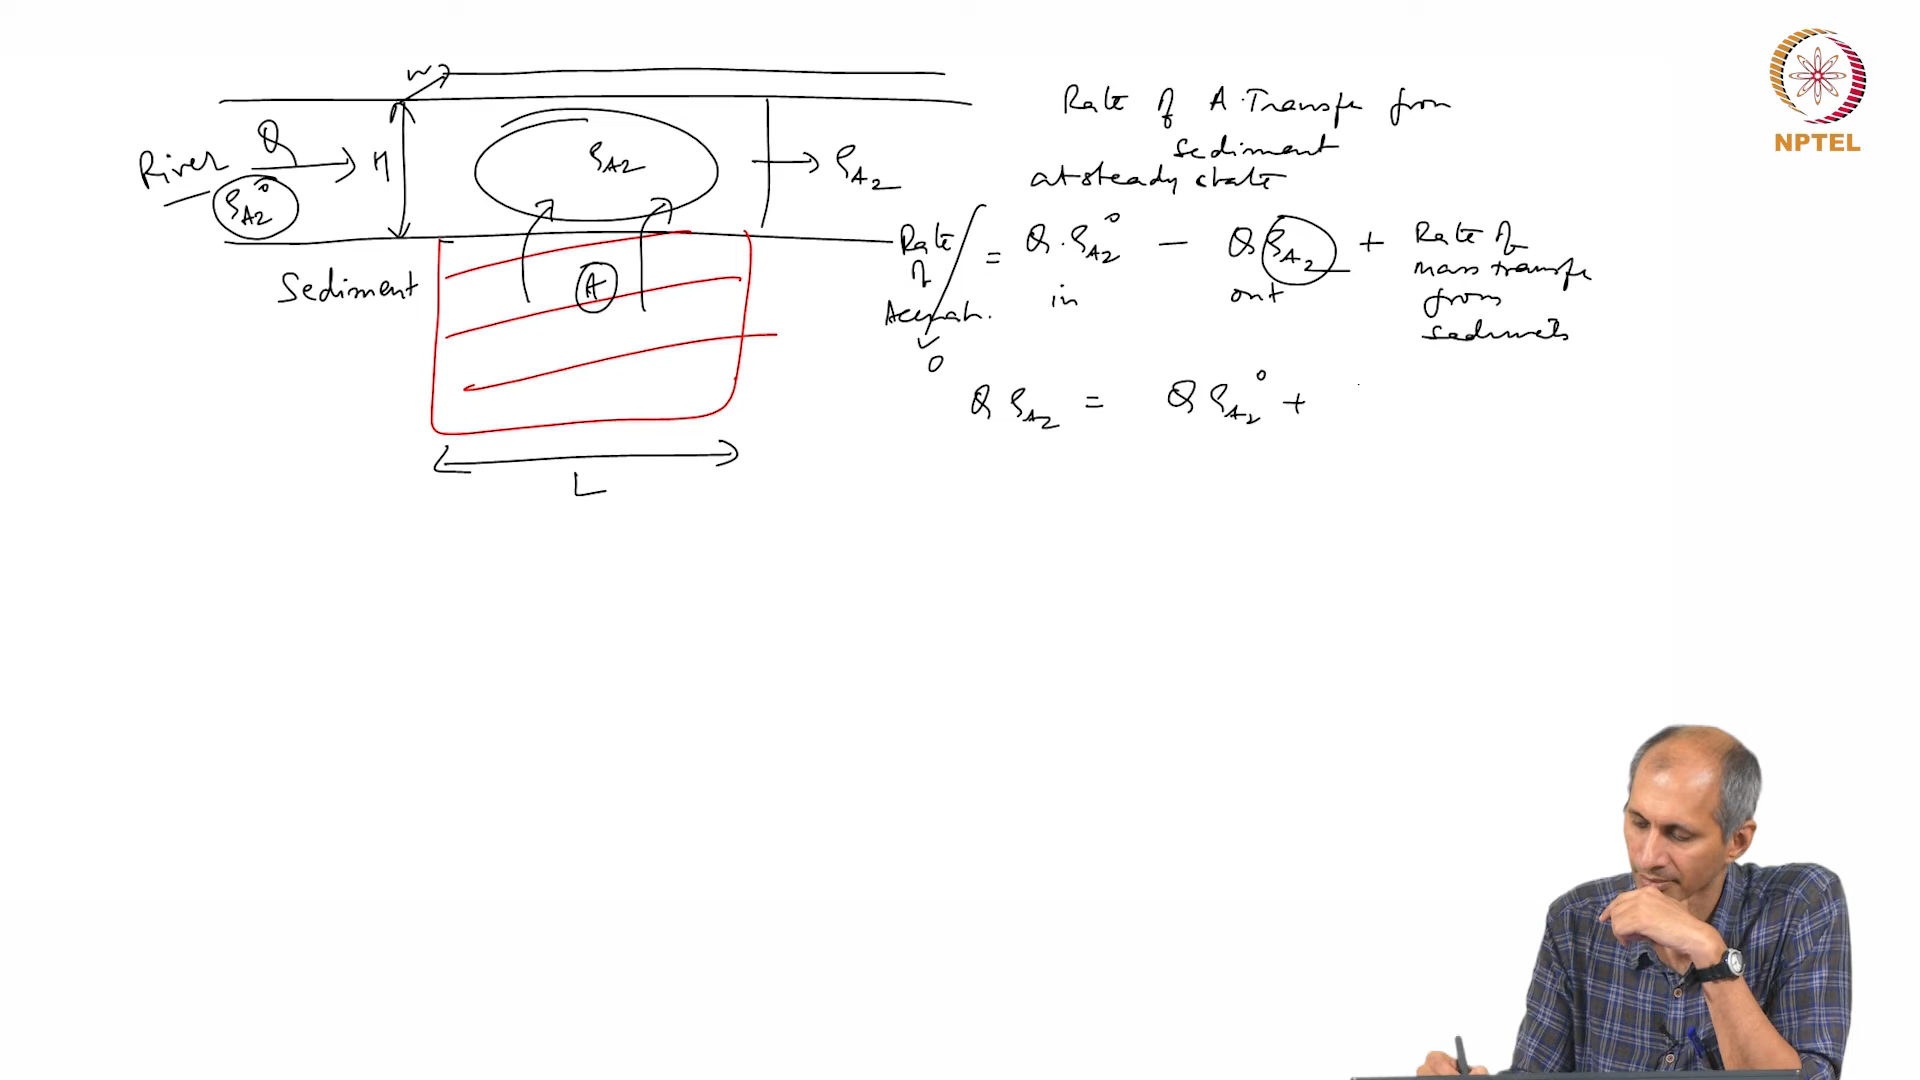 W
River Q
ρA2° H ρA2 → ρA2
Sediment A
L
Rate of A Transfer from
sediment
at steady state
Rate = Q·ρA2° − QρA2 + Rate of
of in out mass transfer
from
sediments
0
QρA2 = QρA2° +
NPTEL